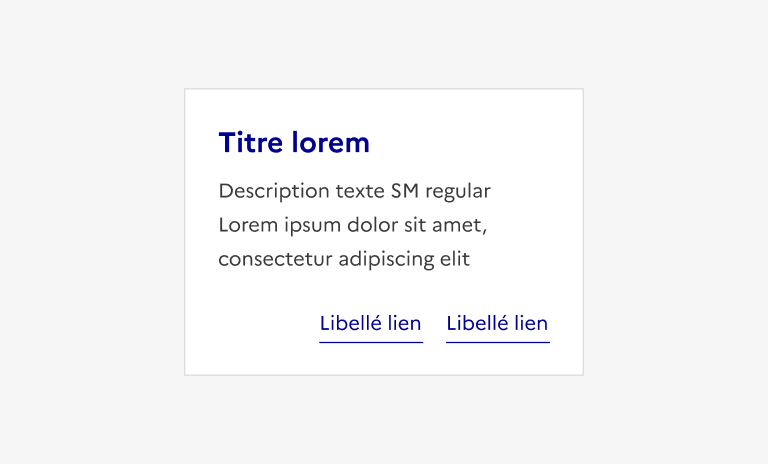 Titre lorem
Description texte SM regular
Lorem ipsum dolor sit amet,
consectetur adipiscing elit
Libellé lien Libellé lien